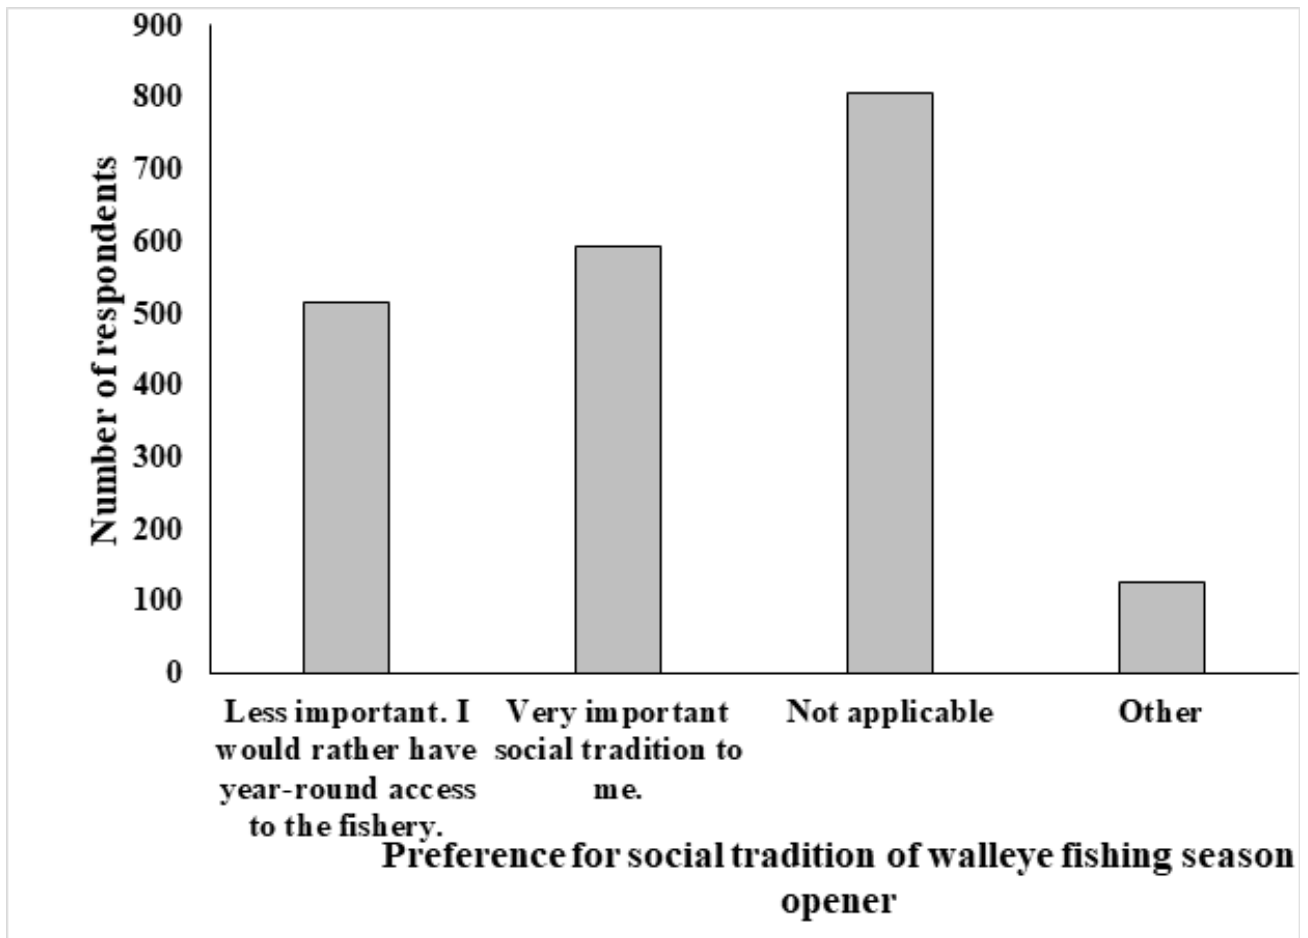 900
800
700
600
500
400
300
200
100
0
Number of respondents
Less important. I
would rather have
year-round access
to the fishery.
Very important
social tradition to
me.
Not applicable
Other
Preference for social tradition of walleye fishing season
opener